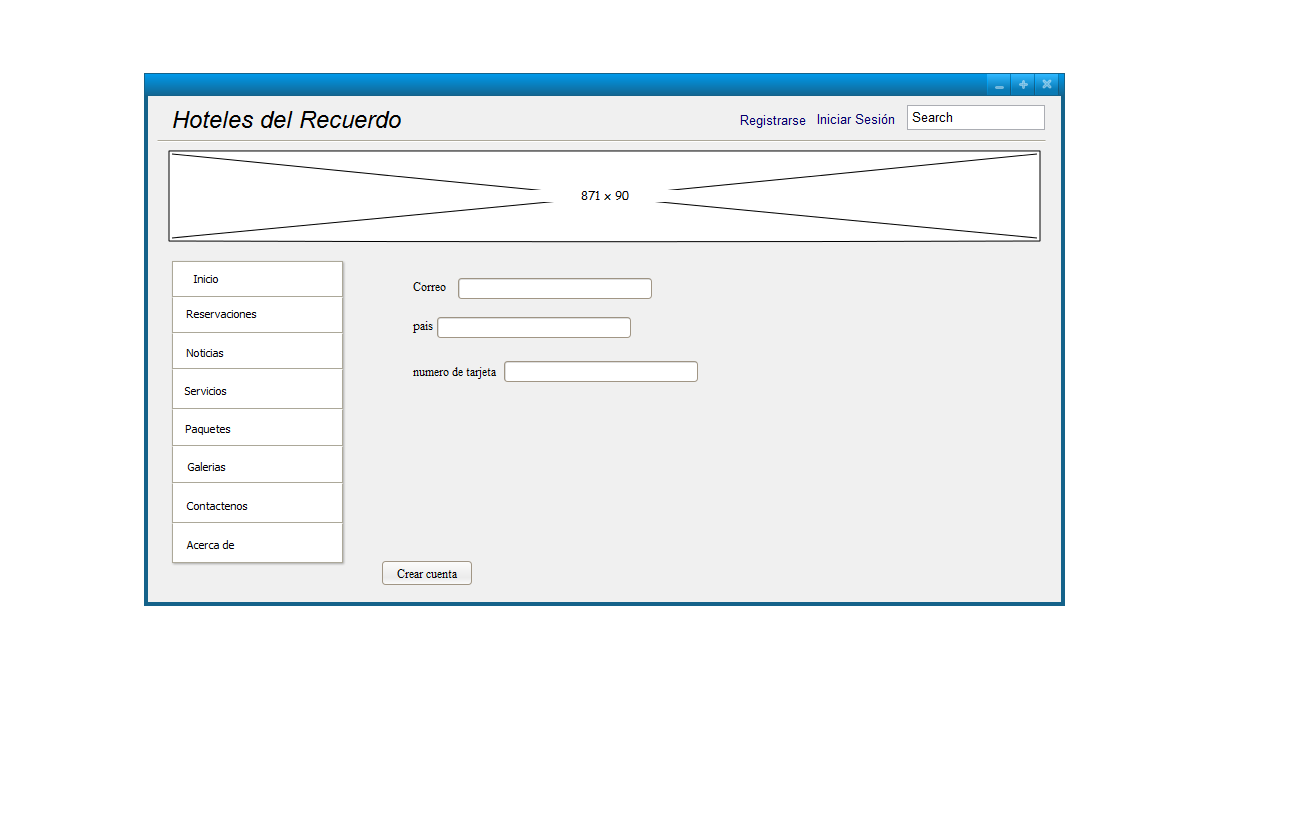 Hoteles del Recuerdo
Registrarse Iniciar Sesión Search
871 x 90
Inicio
Reservaciones
Noticias
Servicios
Paquetes
Galerias
Contactenos
Acerca de
Correo
pais
numero de tarjeta
Crear cuenta